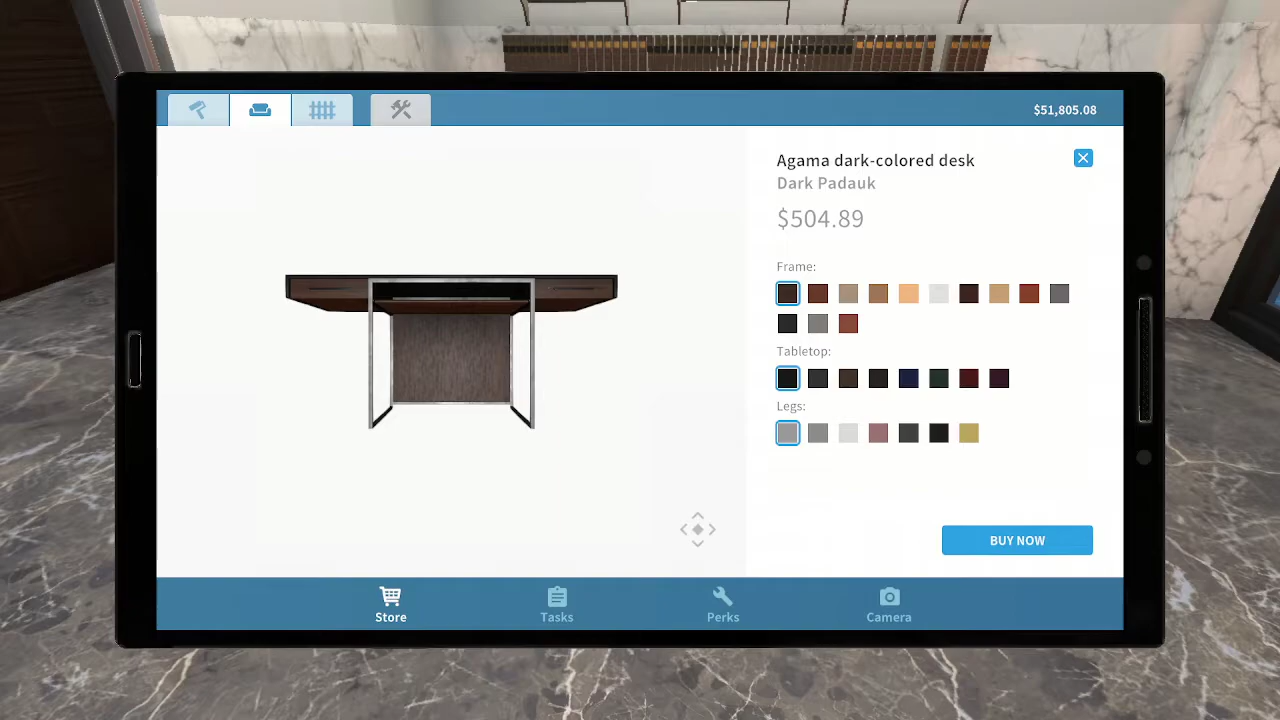 $51,805.08
Agama dark-colored desk
Dark Padauk
$504.89
Frame:
Tabletop:
Legs:
BUY NOW
Store
Tasks
Perks
Camera